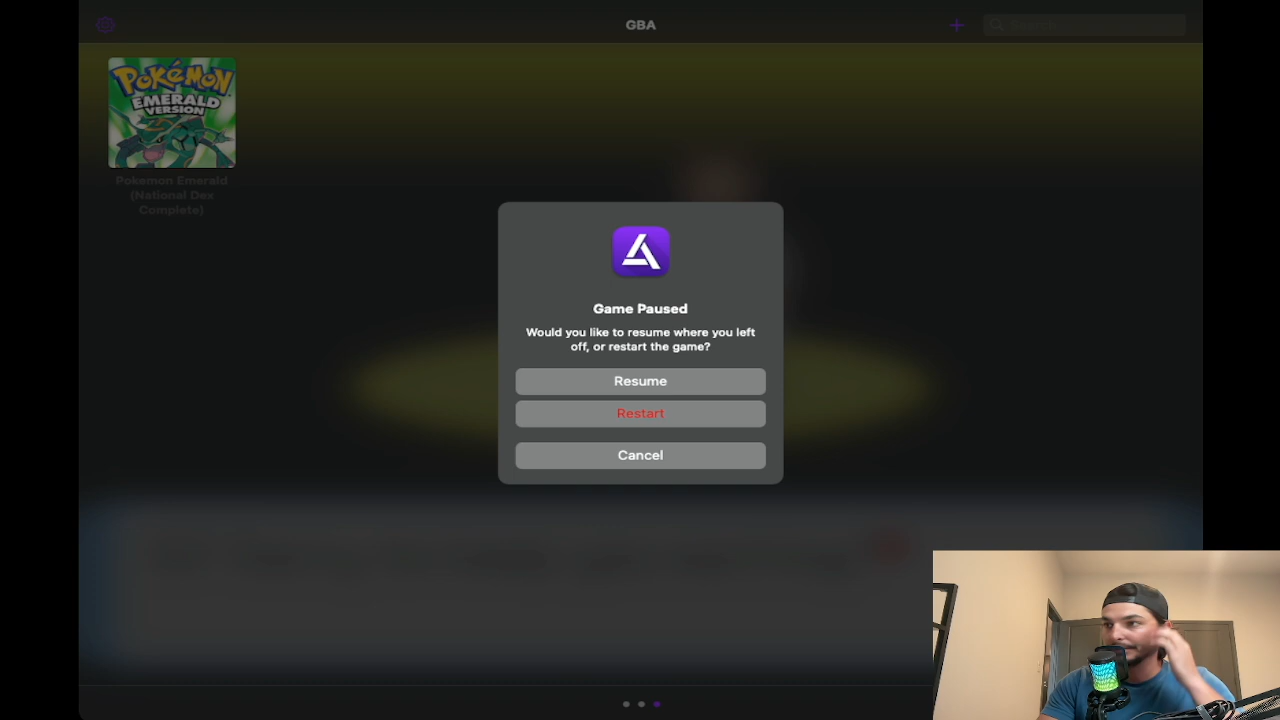 GBA
Search
POKéMON
EMERALD
VERSION
Pokemon Emerald
(National Dex
Complete)
Game Paused
Would you like to resume where you left
off, or restart the game?
Resume
Restart
Cancel